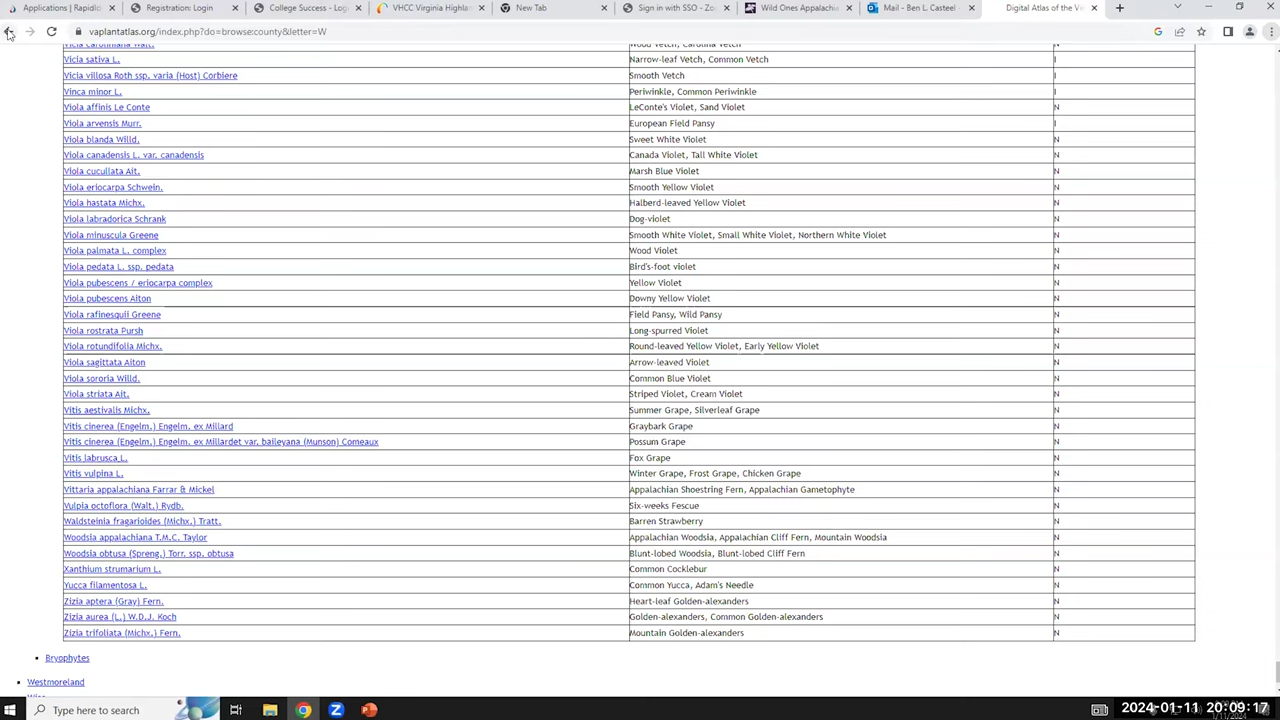 Applications | RapidIde
Registration: Login
College Success - Logi
VHCC Virginia Highlan
New Tab
Sign in with SSO - Zoo
Wild Ones Appalachia
Mail - Ben L. Casteel
Digital Atlas of the Vi
vaplantatlas.org/index.php?do=browse:county&letter=W
Vicia caroliniana Walt. Wood Vetch, Carolina Vetch N
Vicia sativa L. Narrow-leaf Vetch, Common Vetch I
Vicia villosa Roth ssp. varia (Host) Corbiere Smooth Vetch I
Vinca minor L. Periwinkle, Common Periwinkle I
Viola affinis Le Conte LeConte's Violet, Sand Violet N
Viola arvensis Murr. European Field Pansy I
Viola blanda Willd. Sweet White Violet N
Viola canadensis L. var. canadensis Canada Violet, Tall White Violet N
Viola cucullata Ait. Marsh Blue Violet N
Viola eriocarpa Schwein. Smooth Yellow Violet N
Viola hastata Michx. Halberd-leaved Yellow Violet N
Viola labradorica Schrank Dog-violet N
Viola minuscula Greene Smooth White Violet, Small White Violet, Northern White Violet N
Viola palmata L. complex Wood Violet N
Viola pedata L. ssp. pedata Bird's-foot violet N
Viola pubescens / eriocarpa complex Yellow Violet N
Viola pubescens Aiton Downy Yellow Violet N
Viola rafinesquii Greene Field Pansy, Wild Pansy N
Viola rostrata Pursh Long-spurred Violet N
Viola rotundifolia Michx. Round-leaved Yellow Violet, Early Yellow Violet N
Viola sagittata Aiton Arrow-leaved Violet N
Viola sororia Willd. Common Blue Violet N
Viola striata Ait. Striped Violet, Cream Violet N
Vitis aestivalis Michx. Summer Grape, Silverleaf Grape N
Vitis cinerea (Engelm.) Engelm. ex Millard Graybark Grape N
Vitis cinerea (Engelm.) Engelm. ex Millardet var. baileyana (Munson) Comeaux Possum Grape N
Vitis labrusca L. Fox Grape N
Vitis vulpina L. Winter Grape, Frost Grape, Chicken Grape N
Vittaria appalachiana Farrar & Mickel Appalachian Shoestring Fern, Appalachian Gametophyte N
Vulpia octoflora (Walt.) Rydb. Six-weeks Fescue N
Waldsteinia fragarioides (Michx.) Tratt. Barren Strawberry N
Woodsia appalachiana T.M.C. Taylor Appalachian Woodsia, Appalachian Cliff Fern, Mountain Woodsia N
Woodsia obtusa (Spreng.) Torr. ssp. obtusa Blunt-lobed Woodsia, Blunt-lobed Cliff Fern N
Xanthium strumarium L. Common Cocklebur N
Yucca filamentosa L. Common Yucca, Adam's Needle N
Zizia aptera (Gray) Fern. Heart-leaf Golden-alexanders N
Zizia aurea (L.) W.D.J. Koch Golden-alexanders, Common Golden-alexanders N
Zizia trifoliata (Michx.) Fern. Mountain Golden-alexanders N
Bryophytes
Westmoreland
Wise
Type here to search
2024-01-11 20:09:17